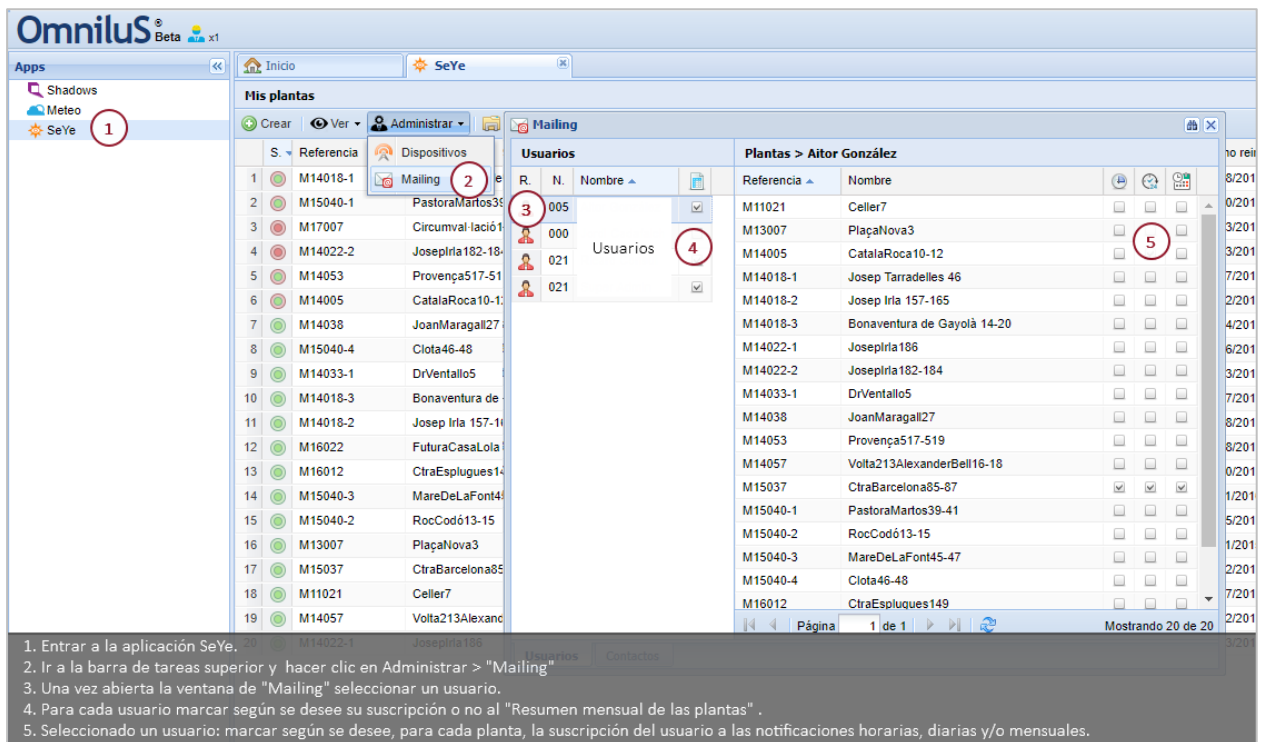 OmniluS ® Beta x1
Apps
Shadows
Meteo
SeYe
1
Inicio
SeYe
Mis plantas
Crear Ver Administrar
Dispositivos
Mailing
2
S. Referencia
1 M14018-1
2 M15040-1 PastoraMartos39
3 M17007 Circumval·lació1
4 M14022-2 JosepIrla182-184
5 M14053 Provença517-51
6 M14005 CatalaRoca10-1
7 M14038 JoanMaragall27
8 M15040-4 Clota46-48
9 M14033-1 DrVentallo5
10 M14018-3 Bonaventura de
11 M14018-2 Josep Irla 157-16
12 M16022 FuturaCasaLola
13 M16012 CtraEsplugues14
14 M15040-3 MareDeLaFont4
15 M15040-2 RocCodó13-15
16 M13007 PlaçaNova3
17 M15037 CtraBarcelona85
18 M11021 Celler7
19 M14057 Volta213Alexand
20 M14022-1 JosepIrla186
Mailing
Usuarios
R. N. Nombre
3
005
000
021
021
Usuarios
4
Plantas > Aitor González
Referencia Nombre
M11021 Celler7
M13007 PlaçaNova3
M14005 CatalaRoca10-12
M14018-1 Josep Tarradelles 46
M14018-2 Josep Irla 157-165
M14018-3 Bonaventura de Gayolà 14-20
M14022-1 JosepIrla186
M14022-2 JosepIrla182-184
M14033-1 DrVentallo5
M14038 JoanMaragall27
M14053 Provença517-519
M14057 Volta213AlexanderBell16-18
M15037 CtraBarcelona85-87
M15040-1 PastoraMartos39-41
M15040-2 RocCodó13-15
M15040-3 MareDeLaFont45-47
M15040-4 Clota46-48
M16012 CtraEsplugues149
5
Página 1 de 1
Mostrando 20 de 20
Usuarios Contactos
1. Entrar a la aplicación SeYe.
2. Ir a la barra de tareas superior y hacer clic en Administrar > "Mailing"
3. Una vez abierta la ventana de "Mailing" seleccionar un usuario.
4. Para cada usuario marcar según se desee su suscripción o no al "Resumen mensual de las plantas" .
5. Seleccionado un usuario: marcar según se desee, para cada planta, la suscripción del usuario a las notificaciones horarias, diarias y/o mensuales.